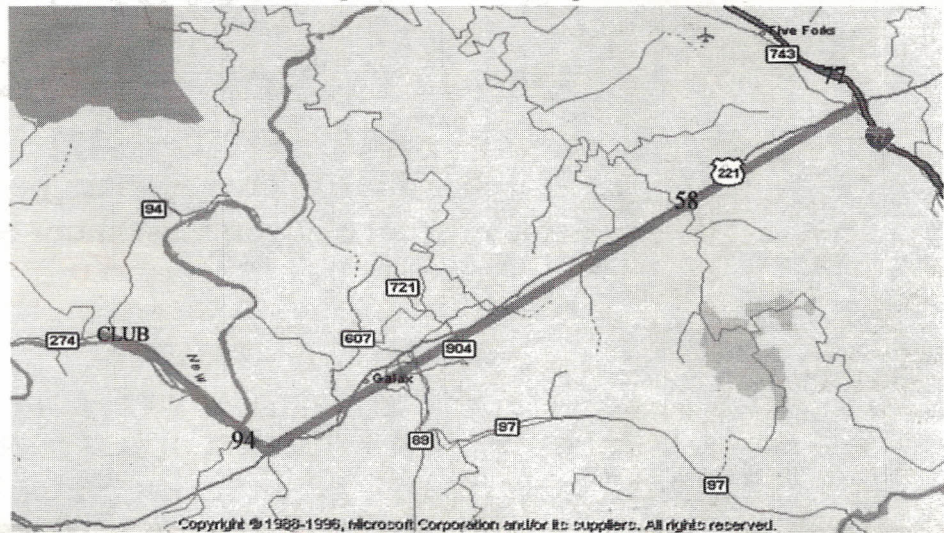 Five Forks
743
77
221
58
94
721
274
CLUB
607
New
904
Galax
94
89
97
97
Copyright © 1988-1996, Microsoft Corporation and/or its suppliers. All rights reserved.